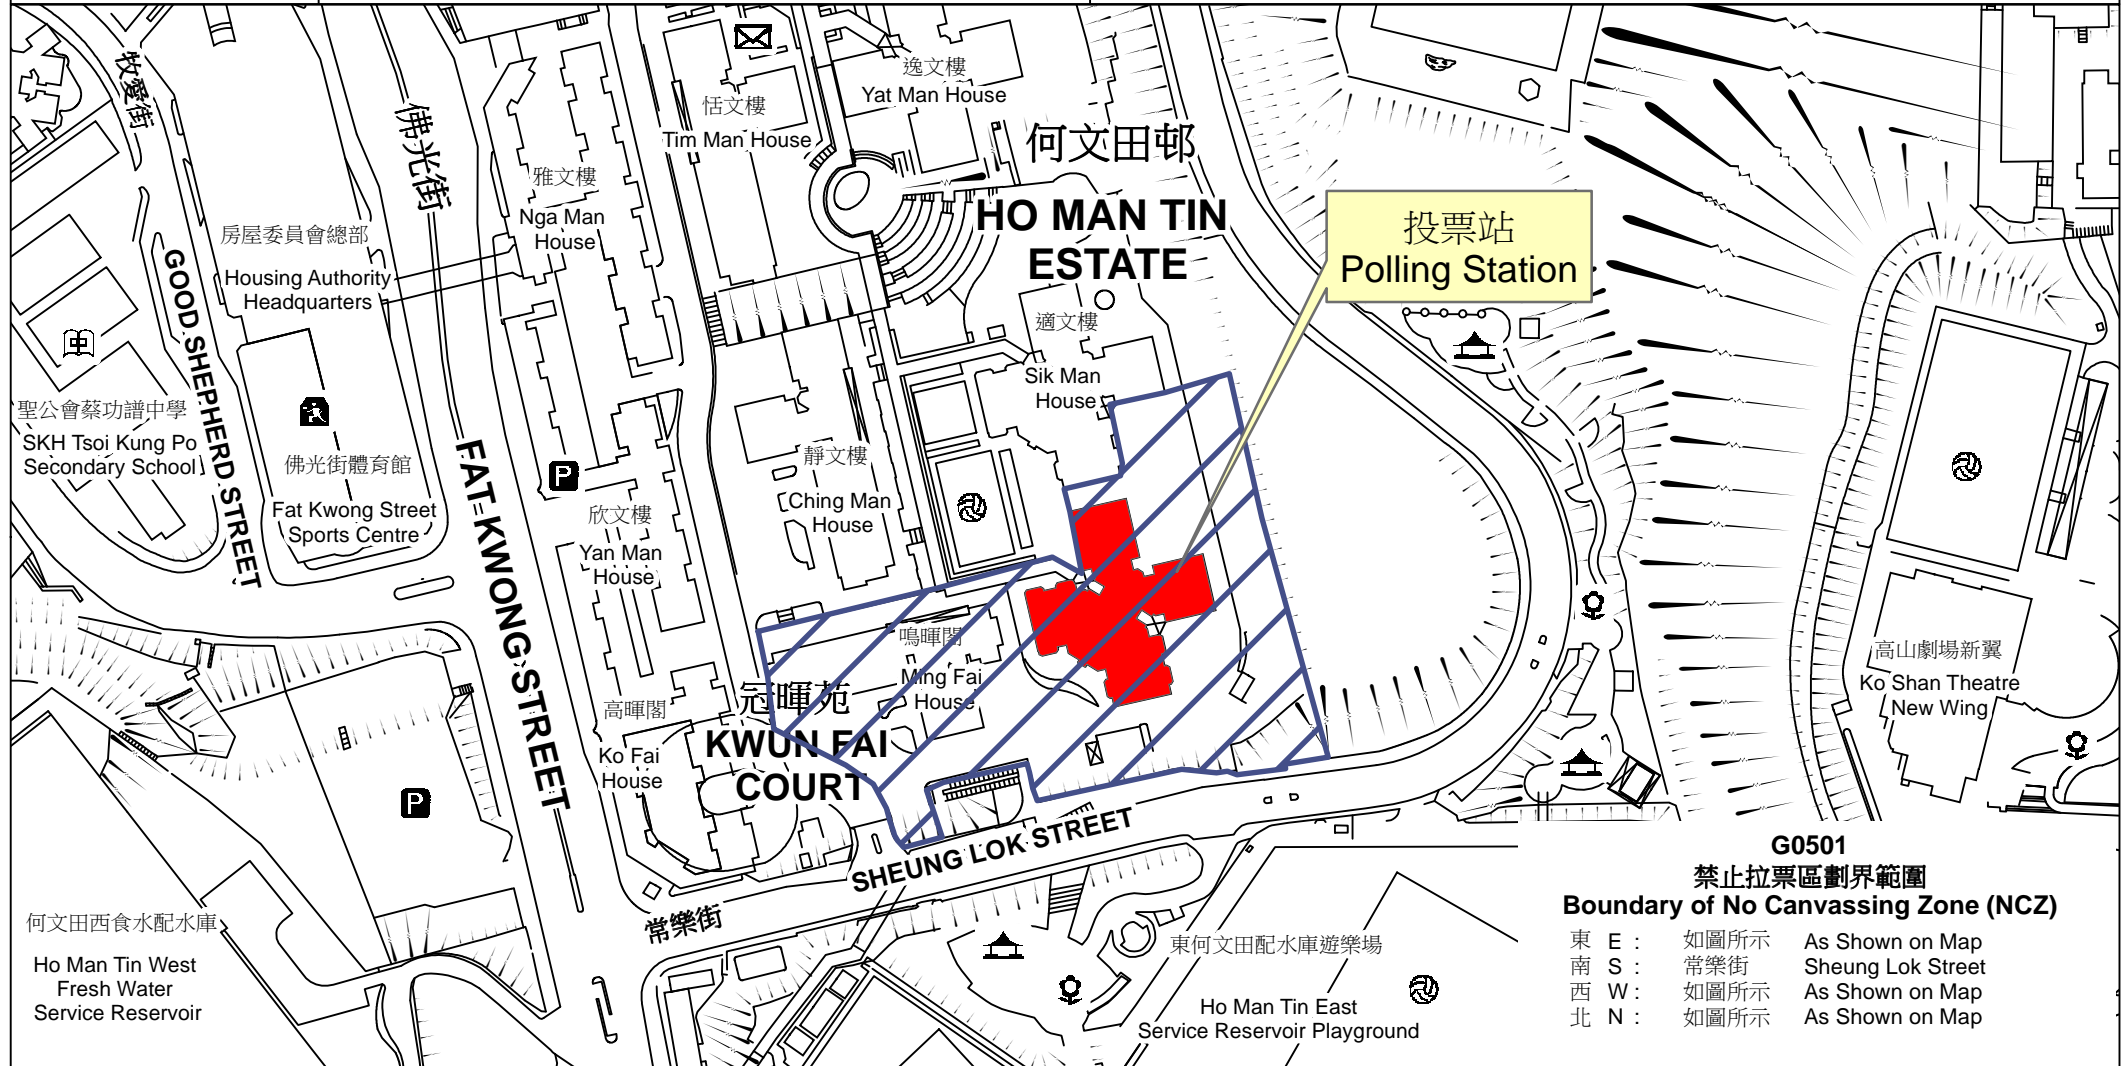 牧愛街
佛光街
逸文樓
Yat Man House
恬文樓
Tim Man House
何文田邨
HO MAN TIN
ESTATE
雅文樓
Nga Man
House
投票站
Polling Station
房屋委員會總部
Housing Authority
Headquarters
GOOD SHEPHERD STREET
適文樓
Sik Man
House
聖公會蔡功譜中學
SKH Tsoi Kung Po
Secondary School
佛光街體育館
Fat Kwong Street
Sports Centre
FAT KWONG STREET
P
靜文樓
Ching Man
House
欣文樓
Yan Man
House
鳴暉閣
Ming Fai
House
冠暉苑
KWUN FAI
COURT
高暉閣
Ko Fai
House
高山劇場新翼
Ko Shan Theatre
New Wing
P
SHEUNG LOK STREET
常樂街
何文田西食水配水庫
Ho Man Tin West
Fresh Water
Service Reservoir
東何文田配水庫遊樂場
Ho Man Tin East
Service Reservoir Playground
G0501
禁止拉票區劃界範圍
Boundary of No Canvassing Zone (NCZ)
東 E : 如圖所示 As Shown on Map
南 S : 常樂街 Sheung Lok Street
西 W : 如圖所示 As Shown on Map
北 N : 如圖所示 As Shown on Map